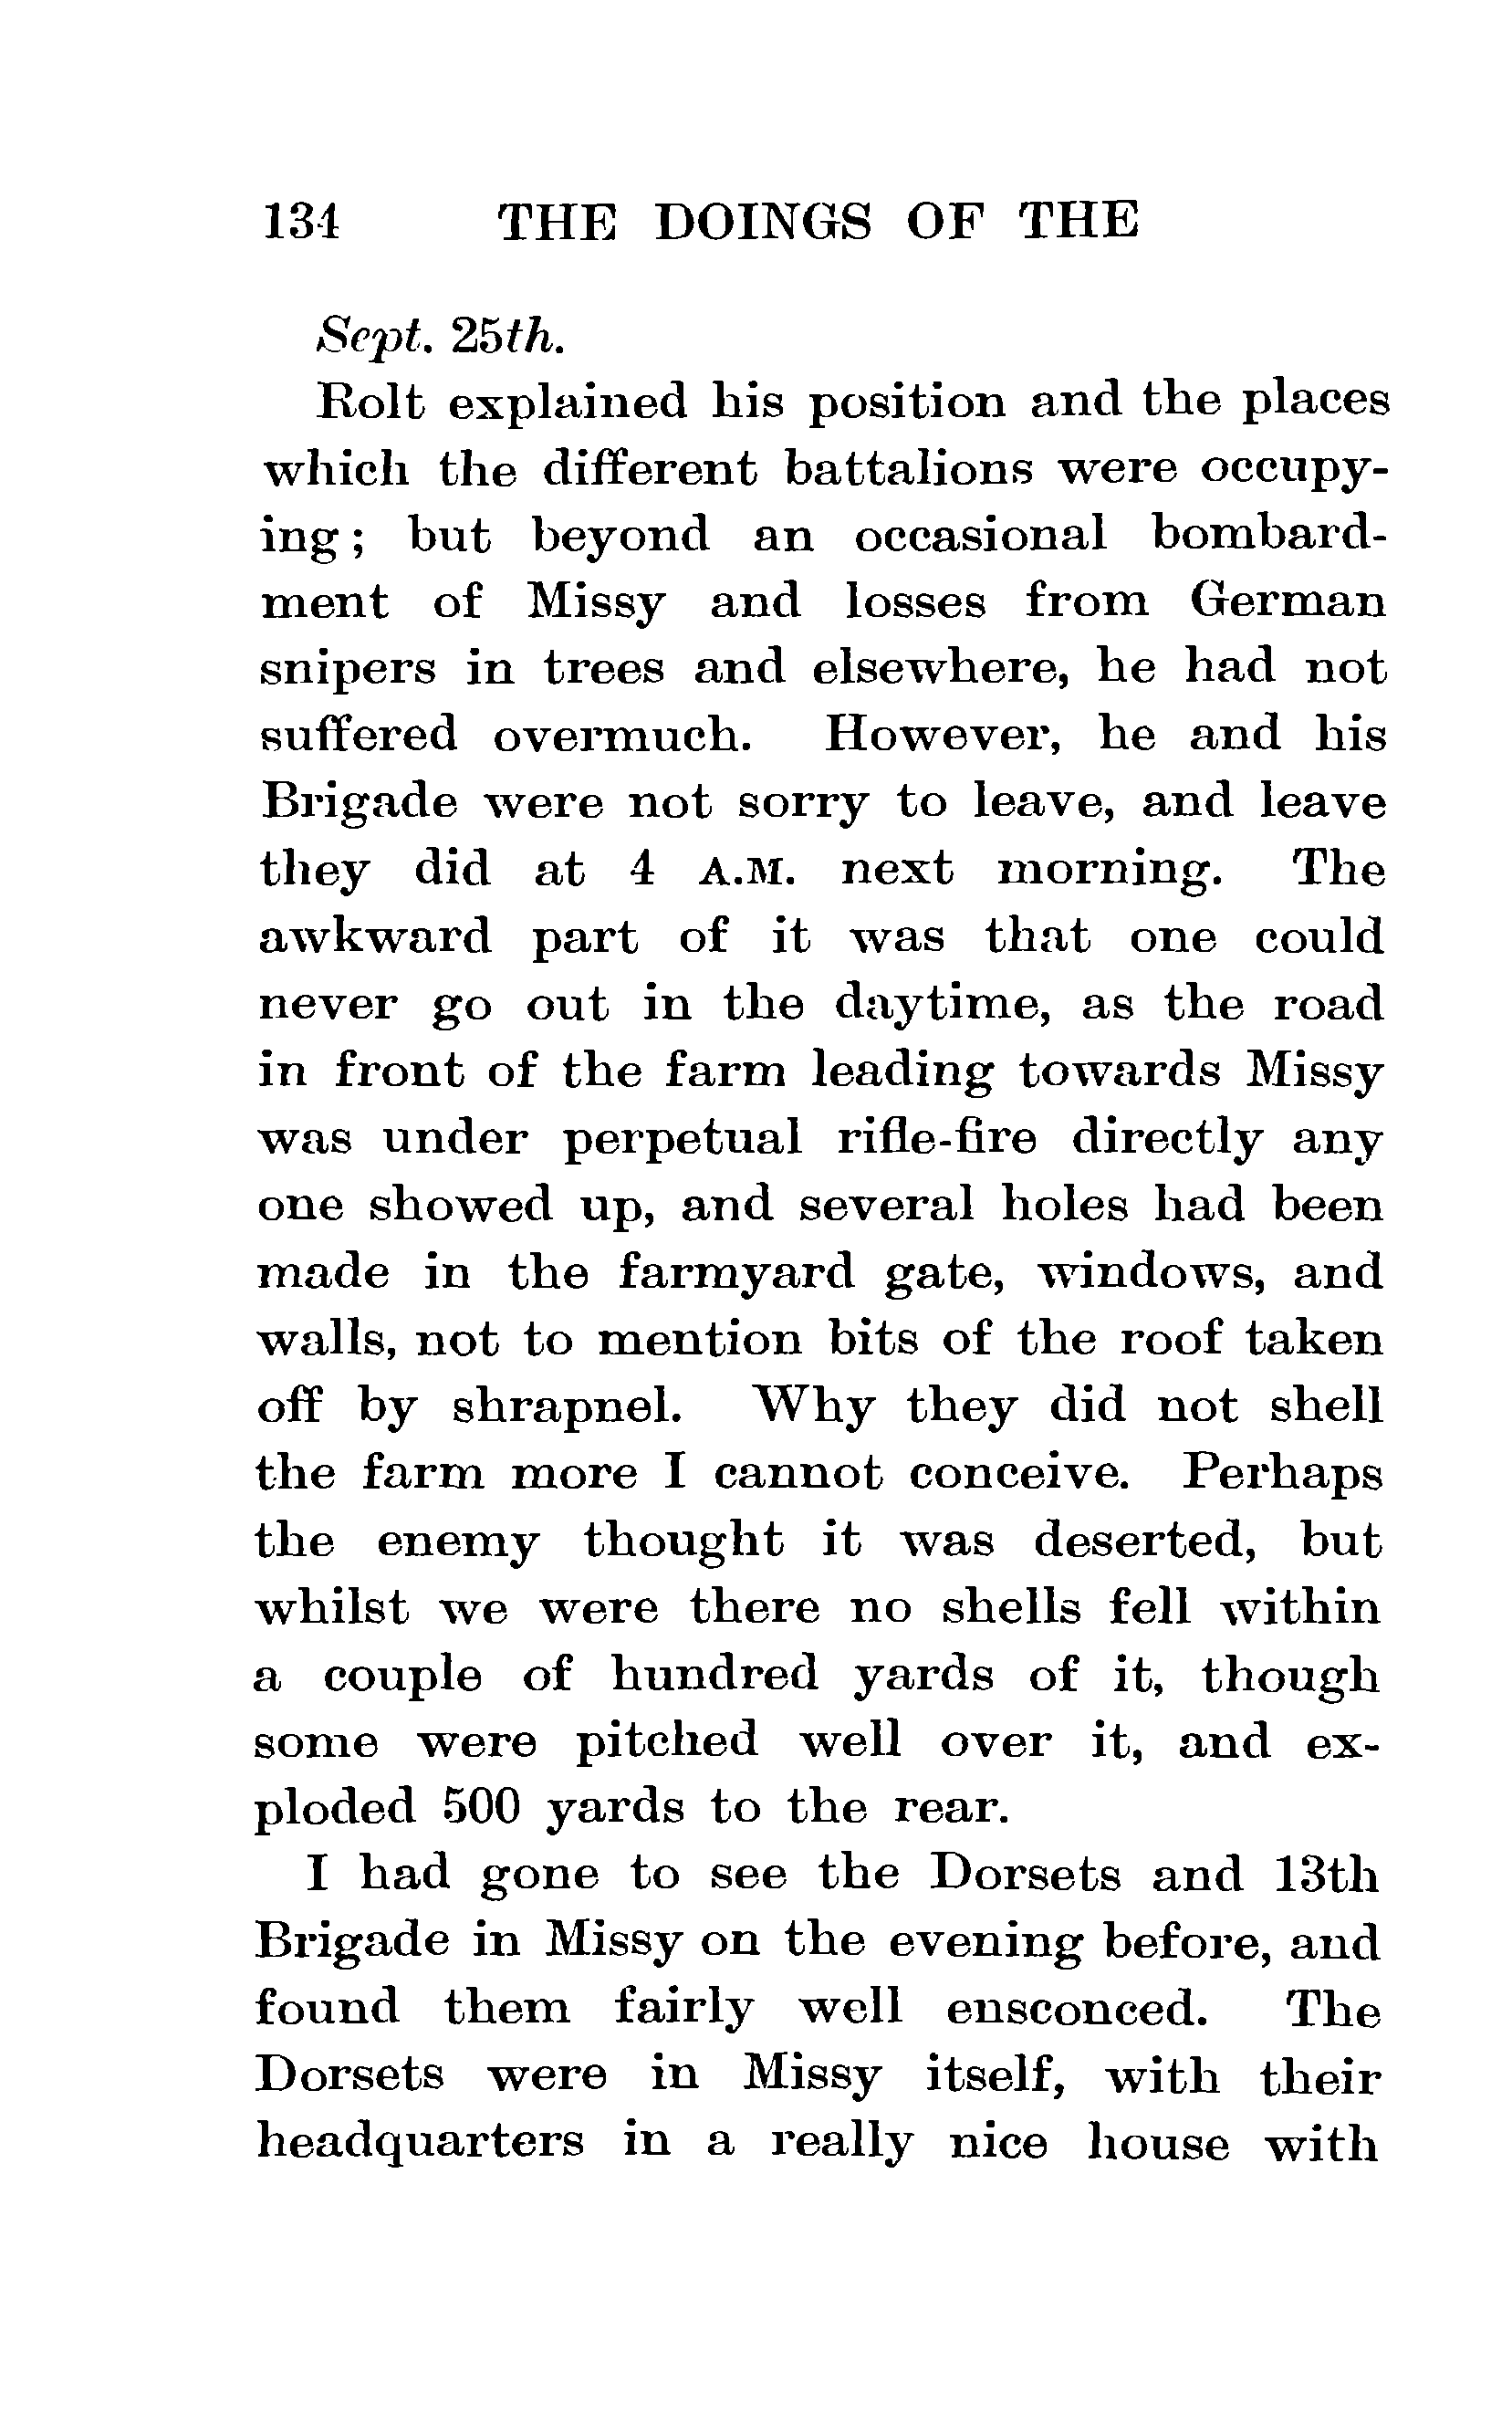 134 THE DOINGS OF THE
Sept. 25th.
Rolt explained his position and the places
which the different battalions were occupy-
ing; but beyond an occasional bombard-
ment of Missy and losses from German
snipers in trees and elsewhere, he had not
suffered overmuch. However, he and his
Brigade were not sorry to leave, and leave
they did at 4 A.M. next morning. The
awkward part of it was that one could
never go out in the daytime, as the road
in front of the farm leading towards Missy
was under perpetual rifle-fire directly any
one showed up, and several holes had been
made in the farmyard gate, windows, and
walls, not to mention bits of the roof taken
off by shrapnel. Why they did not shell
the farm more I cannot conceive. Perhaps
the enemy thought it was deserted, but
whilst we were there no shells fell within
a couple of hundred yards of it, though
some were pitched well over it, and ex-
ploded 500 yards to the rear.
I had gone to see the Dorsets and 13th
Brigade in Missy on the evening before, and
found them fairly well ensconced. The
Dorsets were in Missy itself, with their
headquarters in a really nice house with